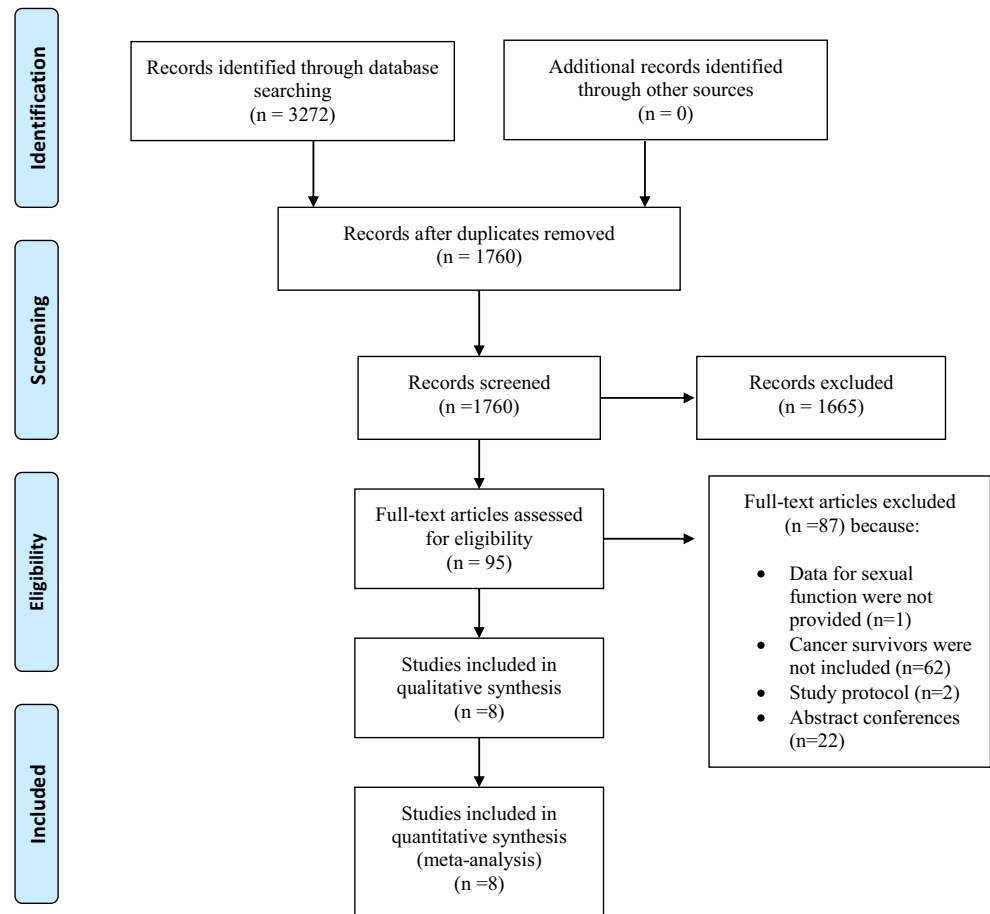 Identification
Records identified through database
searching
(n = 3272)
Additional records identified
through other sources
(n = 0)
Records after duplicates removed
(n = 1760)
Screening
Records screened
(n =1760)
Records excluded
(n = 1665)
Eligibility
Full-text articles assessed
for eligibility
(n = 95)
Full-text articles excluded
(n =87) because:
• Data for sexual
function were not
provided (n=1)
• Cancer survivors were
not included (n=62)
• Study protocol (n=2)
• Abstract conferences
(n=22)
Studies included in
qualitative synthesis
(n =8)
Included
Studies included in
quantitative synthesis
(meta-analysis)
(n =8)